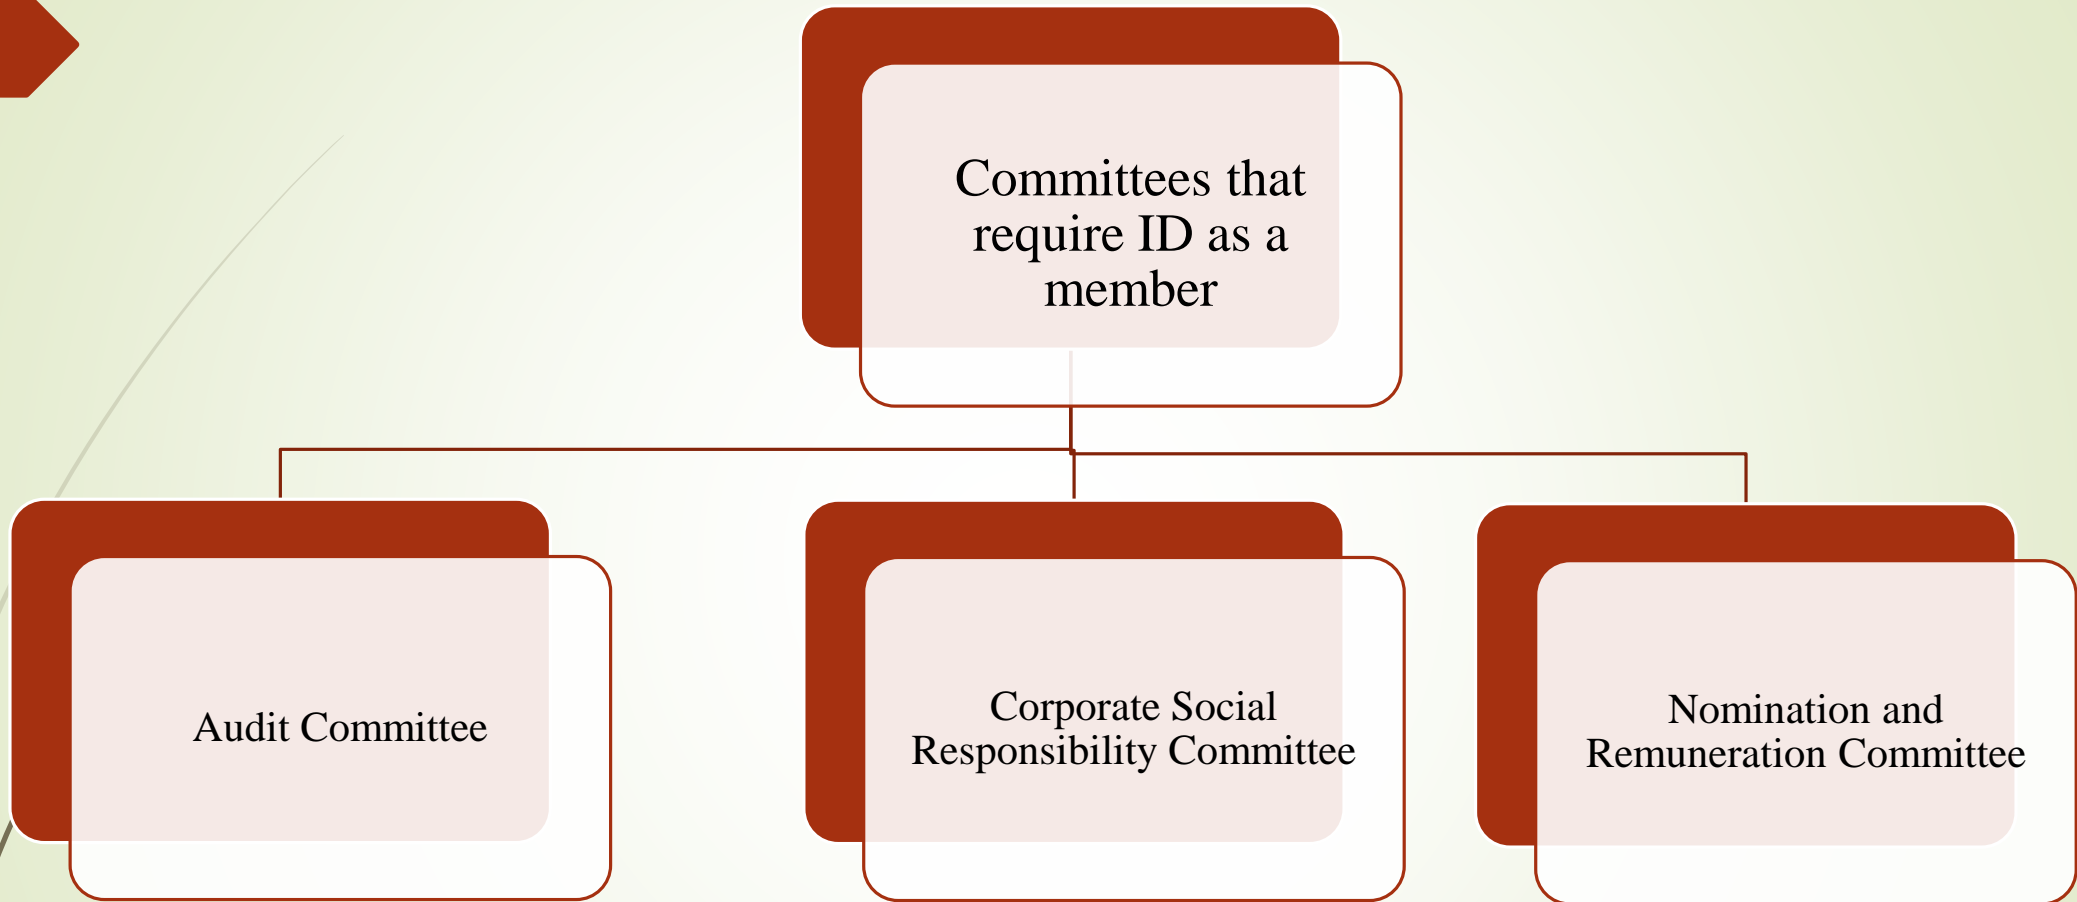 Committees that
require ID as a
member
Audit Committee
Corporate Social
Responsibility Committee
Nomination and
Remuneration Committee